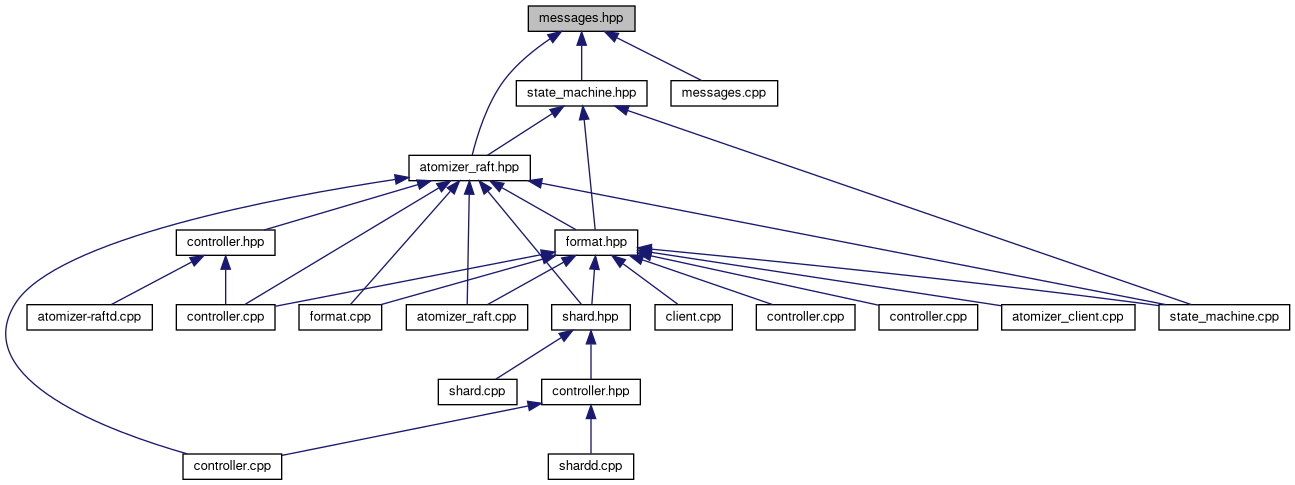 messages.hpp
state_machine.hpp
messages.cpp
atomizer_raft.hpp
controller.hpp
format.hpp
atomizer-raftd.cpp
controller.cpp
format.cpp
atomizer_raft.cpp
shard.hpp
client.cpp
controller.cpp
controller.cpp
atomizer_client.cpp
state_machine.cpp
shard.cpp
controller.hpp
controller.cpp
shardd.cpp